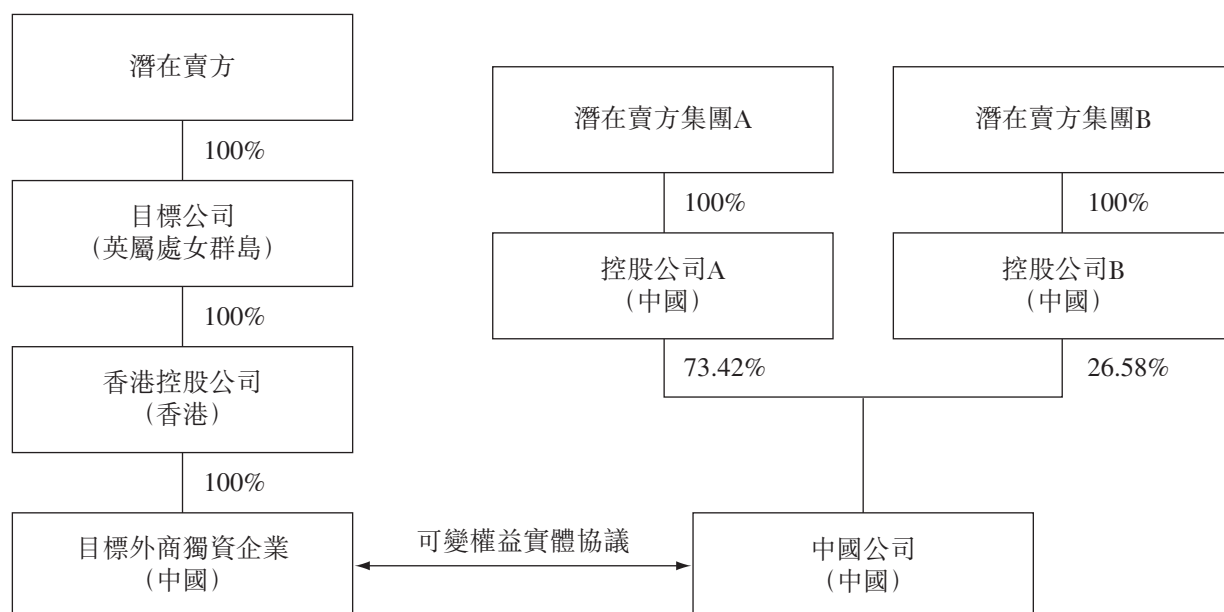 潛在賣方
100%
目標公司
（英屬處女群島）
100%
香港控股公司
（香港）
100%
目標外商獨資企業
（中國）
可變權益實體協議
潛在賣方集團A
100%
控股公司A
（中國）
73.42%
潛在賣方集團B
100%
控股公司B
（中國）
26.58%
中國公司
（中國）